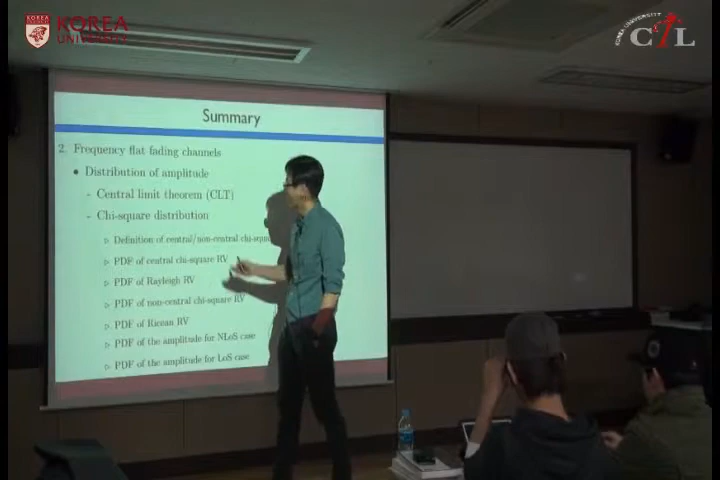 KOREA
UNIVERSITY
KOREA UNIVERSITY
CIL
Summary
2. Frequency flat fading channels
• Distribution of amplitude
- Central limit theorem (CLT)
- Chi-square distribution
▷ Definition of central/non-central chi-squa
▷ PDF of central chi-square RV
▷ PDF of Rayleigh RV
▷ PDF of non-central chi-square RV
▷ PDF of Ricean RV
▷ PDF of the amplitude for NLoS case
▷ PDF of the amplitude for LoS case